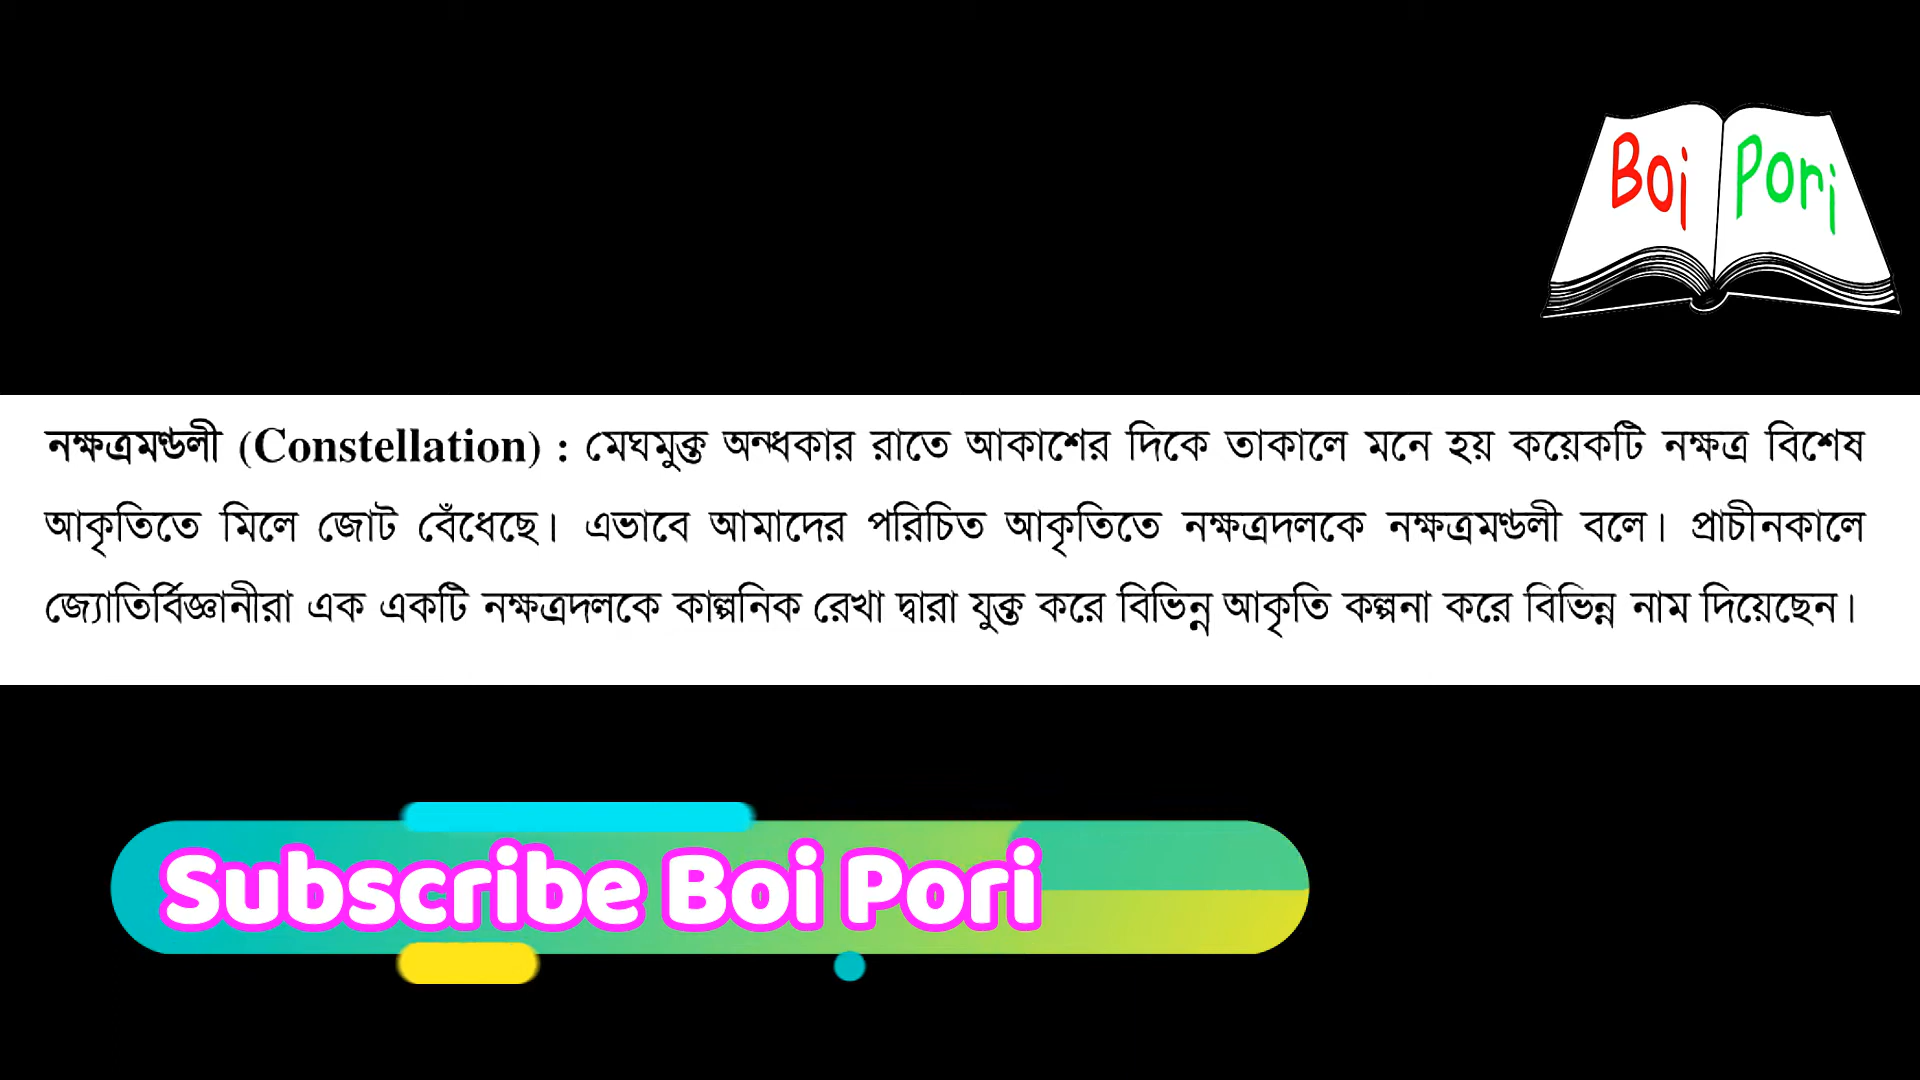 Boi Pori
নক্ষত্রমণ্ডলী (Constellation) : মেঘমুক্ত অন্ধকার রাতে আকাশের দিকে তাকালে মনে হয় কয়েকটি নক্ষত্র বিশেষ
আকৃতিতে মিলে জোট বেঁধেছে। এভাবে আমাদের পরিচিত আকৃতিতে নক্ষত্রদলকে নক্ষত্রমণ্ডলী বলে। প্রাচীনকালে
জ্যোতির্বিজ্ঞানীরা এক একটি নক্ষত্রদলকে কাল্পনিক রেখা দ্বারা যুক্ত করে বিভিন্ন আকৃতি কল্পনা করে বিভিন্ন নাম দিয়েছেন।
Subscribe Boi Pori